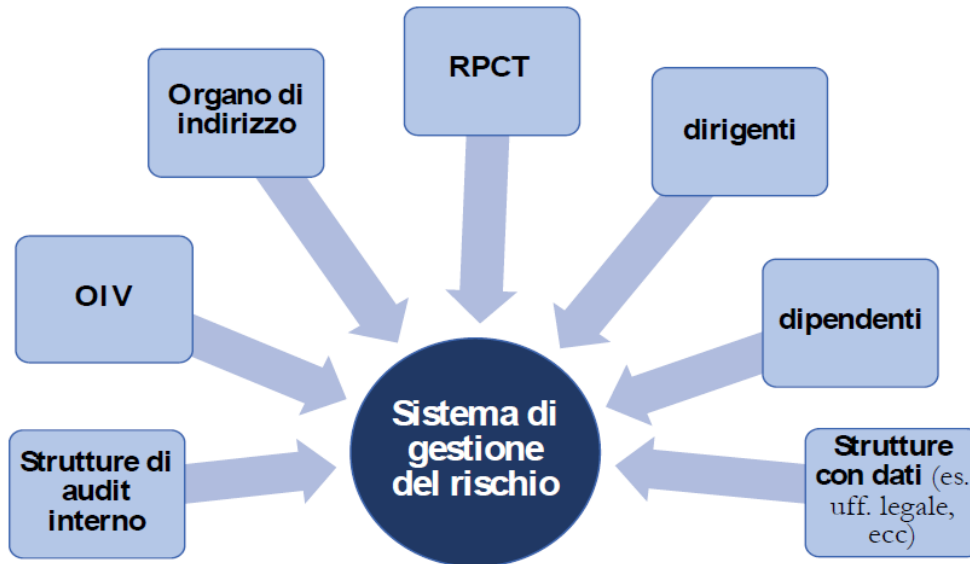 RPCT
Organo di
indirizzo
dirigenti
OIV
dipendenti
Sistema di
gestione
del rischio
Strutture di
audit
interno
Strutture
con dati (es.
uff. legale,
ecc)